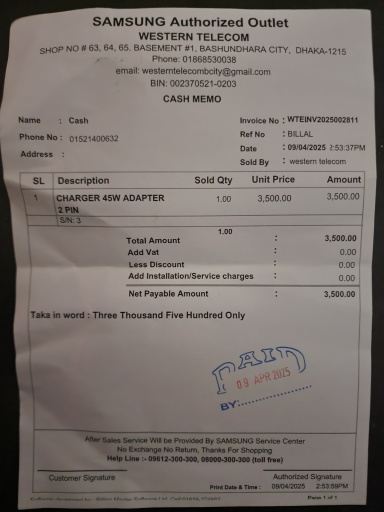 SAMSUNG Authorized Outlet
WESTERN TELECOM
SHOP NO # 63, 64, 65. BASEMENT #1, BASHUNDHARA CITY, DHAKA-1215
Phone: 01868530038
email: westerntelecombcity@gmail.com
BIN: 002370521-0203
CASH MEMO
Name : Cash
Invoice No : WTEINV2025002811
Phone No : 01521400632
Ref No : BILLAL
Date : 09/04/2025 2:53:37PM
Address :
Sold By : western telecom
SL Description Sold Qty Unit Price Amount
1 CHARGER 45W ADAPTER 1.00 3,500.00 3,500.00
2 PIN
S/N: 3
1.00
Total Amount : 3,500.00
Add Vat : 0.00
Less Discount : 0.00
Add Installation/Service charges : 0.00
Net Payable Amount : 3,500.00
Taka in word : Three Thousand Five Hundred Only
PAID
09 APR 2025
BY:
After Sales Service Will be Provided By SAMSUNG Service Center
No Exchange No Return, Thanks For Shopping
Help Line :- 09612-300-300, 08000-300-300 (toll free)
Customer Signature
Authorized Signature
Print Date & Time : 09/04/2025 2:53:59PM
Page 1 of 1